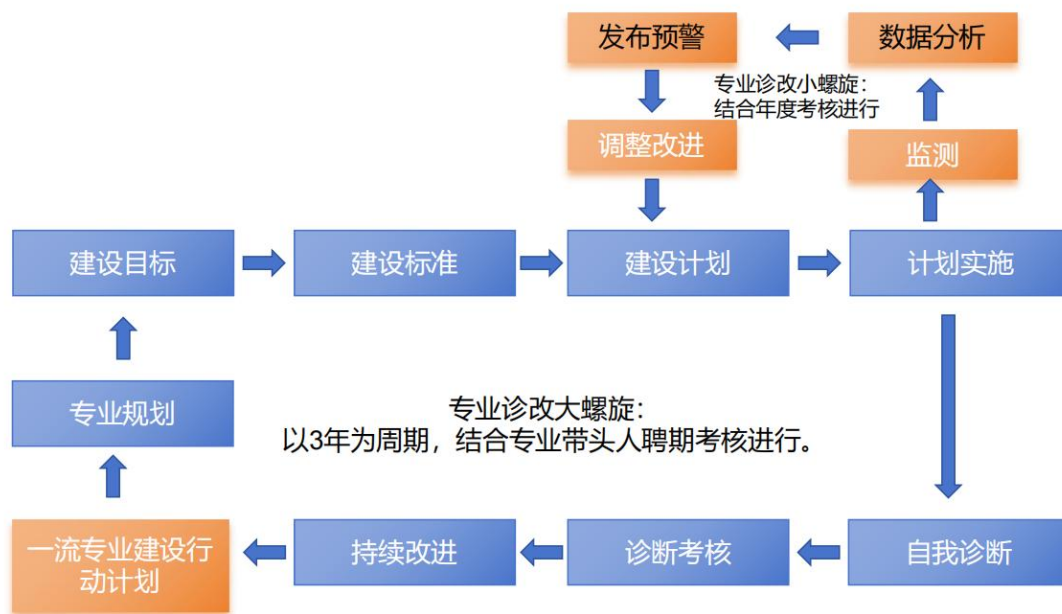 发布预警
数据分析
专业诊改小螺旋：
结合年度考核进行
调整改进
监测
建设目标
建设标准
建设计划
计划实施
专业规划
专业诊改大螺旋：
以3年为周期，结合专业带头人聘期考核进行。
一流专业建设行
动计划
持续改进
诊断考核
自我诊断